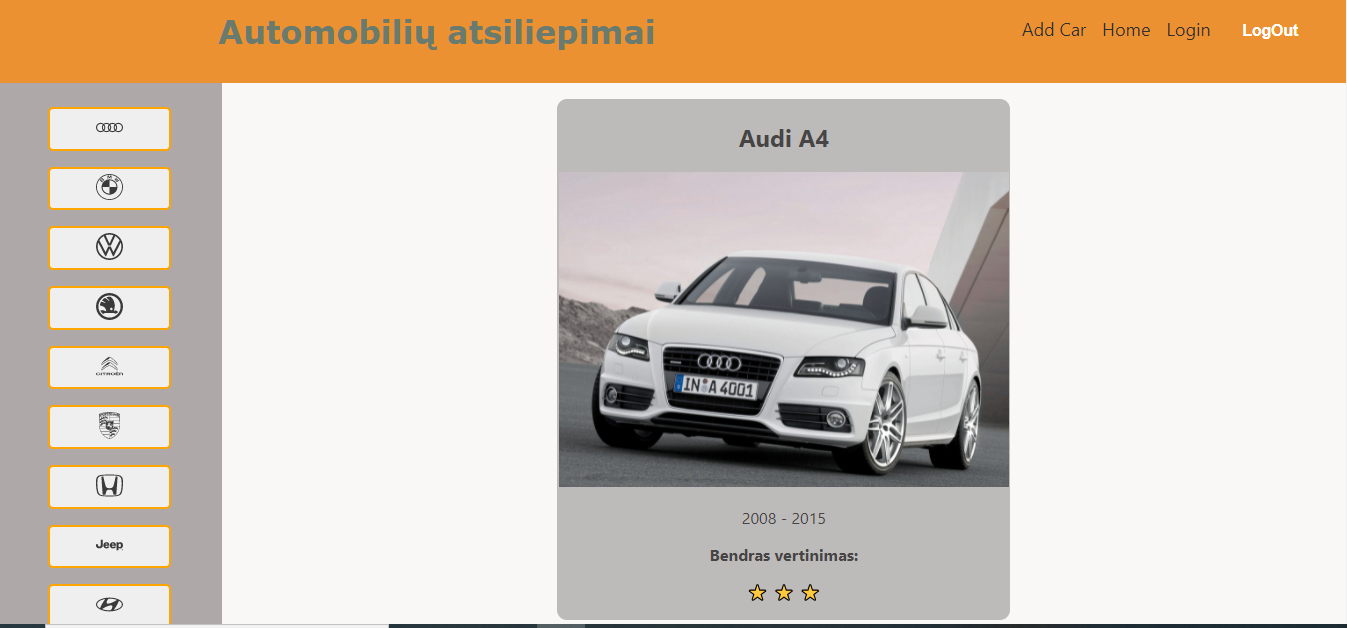 Automobilių atsiliepimai
Add Car Home Login LogOut
Audi A4
IN A 4001
2008 - 2015
Bendras vertinimas:
CITROËN
Jeep